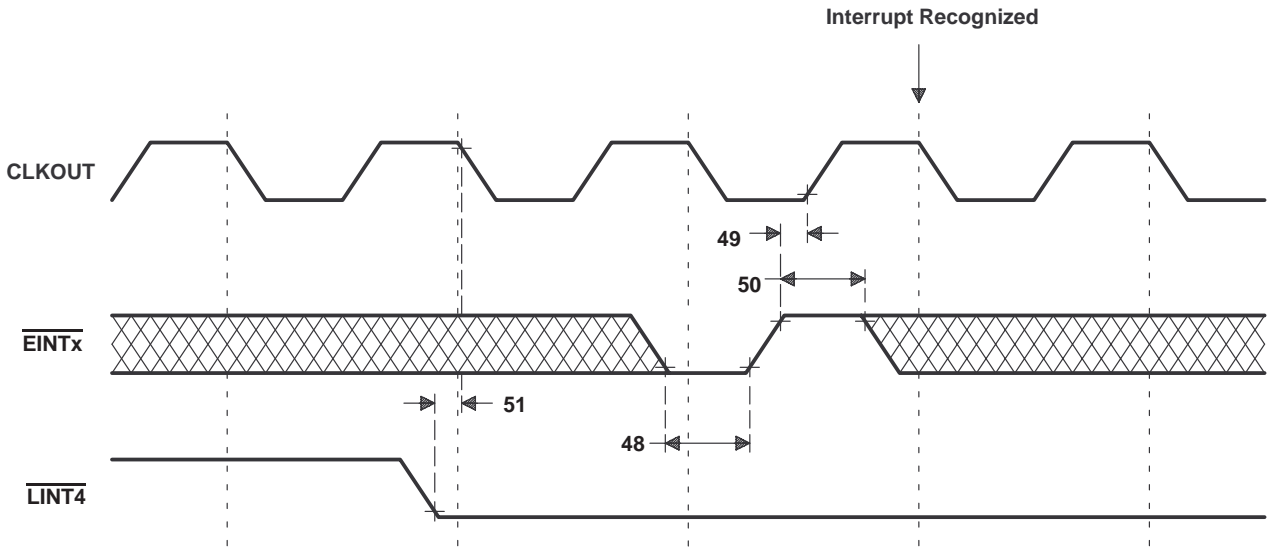 Interrupt Recognized
CLKOUT
49
50
EINTx
51
48
LINT4